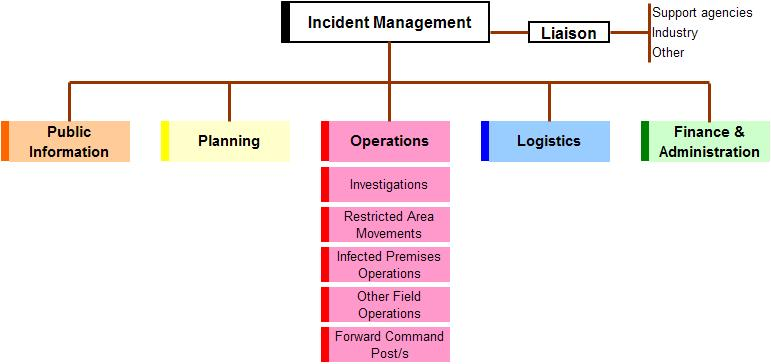 Incident Management
Liaison
Support agencies
Industry
Other
Public
Information
Planning
Operations
Logistics
Finance &
Administration
Investigations
Restricted Area
Movements
Infected Premises
Operations
Other Field
Operations
Forward Command
Post/s